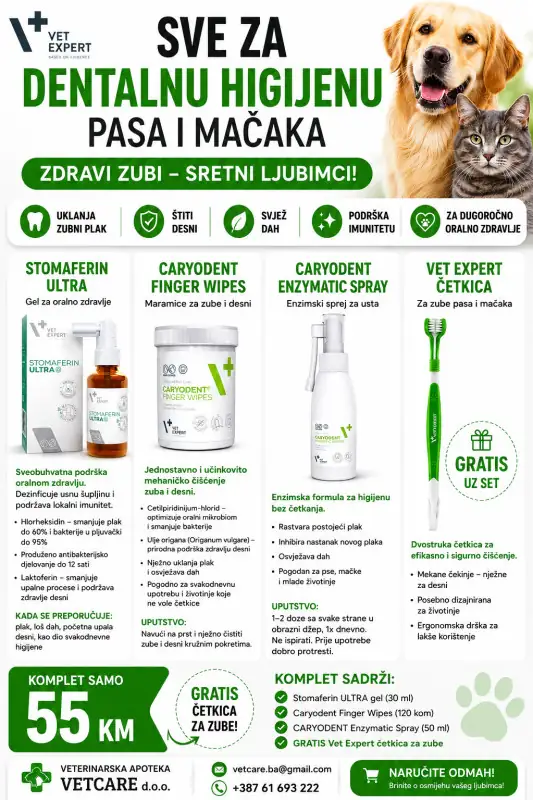 VET
EXPERT
SVE ZA
DENTALNU HIGIJENU
PASA I MAČAKA
ZDRAVI ZUBI – SRETNI LJUBIMCI!
UKLANJA
ZUBNI PLAK
ŠTITI
DESNI
SVJEŽ
DAH
PODRŠKA
IMUNITETU
ZA DUGOROČNO
ORALNO ZDRAVLJE
STOMAFERIN
ULTRA
Gel za oralno zdravlje
VET
EXPERT
STOMAFERIN
ULTRA
STOMAFERIN
ULTRA
Sveobuhvatna podrška
oralnom zdravlju.
Dezinficuje usnu šupljinu i
podržava lokalni imunitet.
• Hlorheksidin – smanjuje plak
do 60% i bakterije u pljuvački
do 95%
• Produženo antibakterijsko
djelovanje do 12 sati
• Laktoferin – smanjuje
upalne procese i podržava
zdravlje desni
KADA SE PREPORUČUJE:
plak, loš dah, početna upala
desni, kao dio svakodnevne
higijene
CARYODENT
FINGER WIPES
Maramice za zube i desni
CARYODENT®
FINGER WIPES
VET
EXPERT
Jednostavno i učinkovito
mehaničko čišćenje
zuba i desni.
• Cetilpiridinijum-hlorid –
optimizuje oralni mikrobiom
i smanjuje bakterije
• Ulje origana (Origanum vulgare) –
prirodna podrška zdravlju desni
• Nježno uklanja plak
i osvježava dah
• Pogodno za svakodnevnu
upotrebu i životinje koje
ne vole četkice
UPUTSTVO:
Navući na prst i nježno čistiti
zube i desni kružnim pokretima.
CARYODENT
ENZYMATIC SPRAY
Enzimski sprej za usta
CARYODENT
VET
EXPERT
Enzimska formula za higijenu
bez četkanja.
• Rastvara postojeći plak
• Inhibira nastanak novog plaka
• Osvježava dah
• Pogodan za pse, mačke
i mlade životinje
UPUTSTVO:
1–2 doze sa svake strane u
obrazni džep, 1x dnevno.
Ne ispirati. Prije upotrebe
dobro protresti.
VET EXPERT
ČETKICA
Za zube pasa i mačaka
VETEXPERT
GRATIS
UZ SET
Dvostruka četkica za
efikasno i sigurno čišćenje.
• Mekane čekinje – nježne
za desni
• Posebno dizajnirana
za životinje
• Ergonomska drška za
lakše korištenje
KOMPLET SAMO
55 KM
GRATIS
ČETKICA
ZA ZUBE!
KOMPLET SADRŽI:
Stomaferin ULTRA gel (30 ml)
Caryodent Finger Wipes (120 kom)
CARYODENT Enzymatic Spray (50 ml)
GRATIS Vet Expert četkica za zube
VETERINARSKA APOTEKA
VETCARE d.o.o.
vetcare.ba@gmail.com
+387 61 693 222
NARUČITE ODMAH!
Brinite o osmijehu vašeg ljubimca!